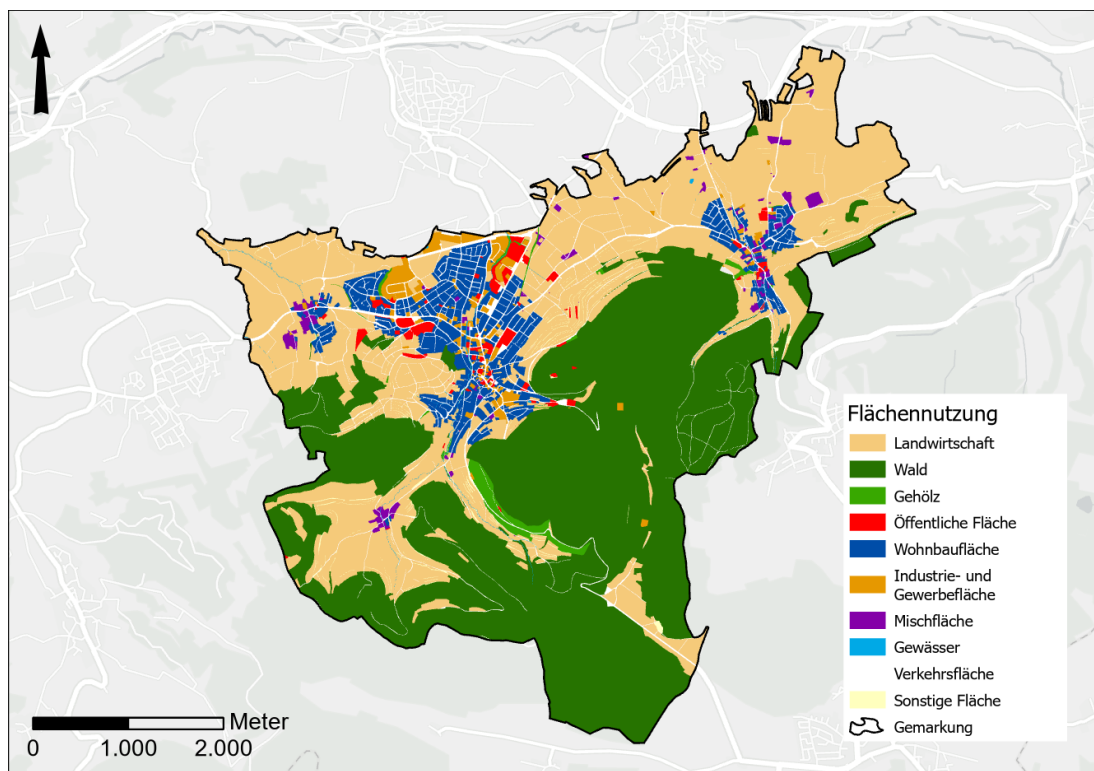 Flächennutzung
Landwirtschaft
Wald
Gehölz
Öffentliche Fläche
Wohnbaufläche
Industrie- und
Gewerbefläche
Mischfläche
Gewässer
Verkehrsfläche
Sonstige Fläche
Gemarkung
Meter
0 1.000 2.000